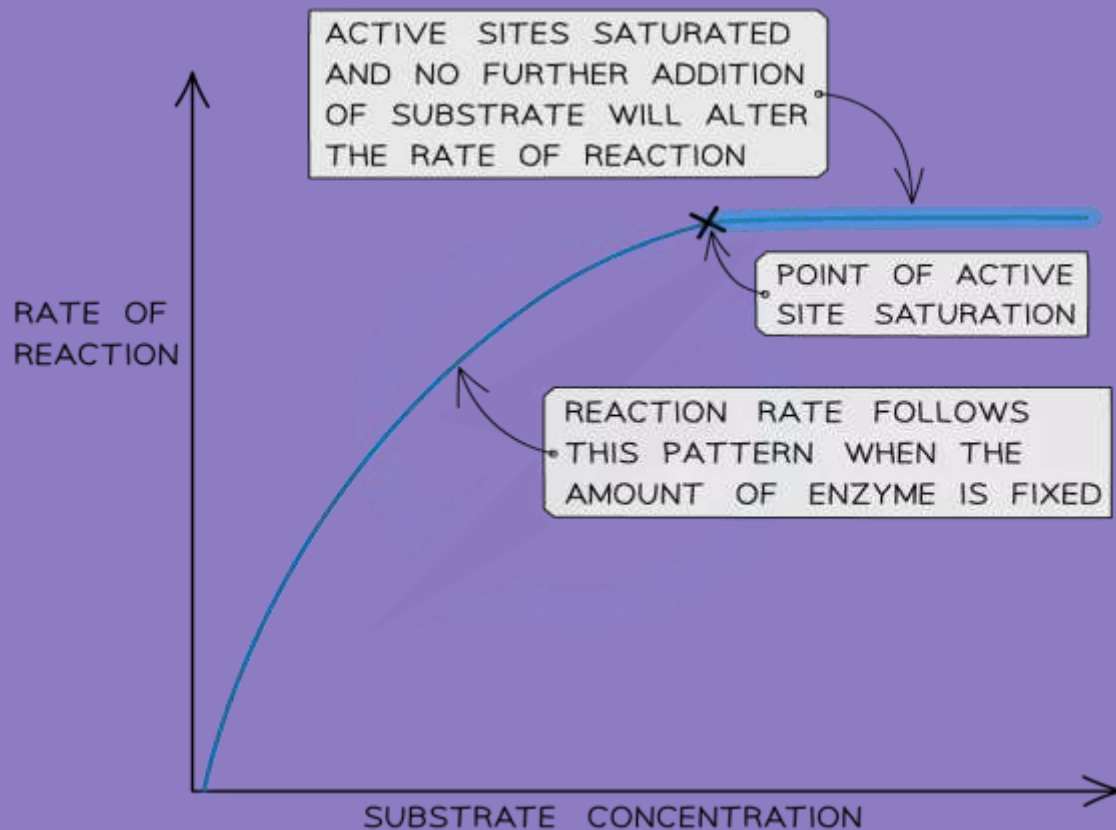 ACTIVE SITES SATURATED
AND NO FURTHER ADDITION
OF SUBSTRATE WILL ALTER
THE RATE OF REACTION
POINT OF ACTIVE
SITE SATURATION
RATE OF
REACTION
REACTION RATE FOLLOWS
THIS PATTERN WHEN THE
AMOUNT OF ENZYME IS FIXED
SUBSTRATE CONCENTRATION